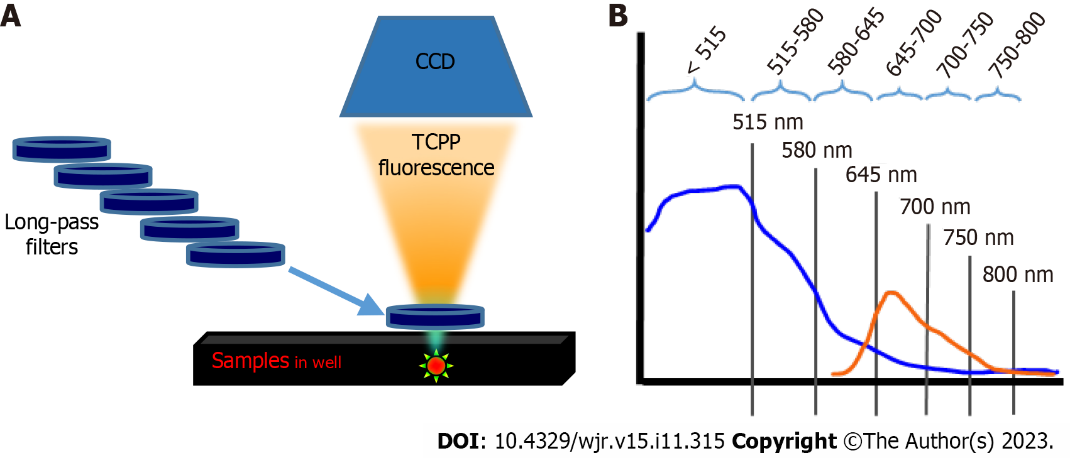 A
CCD
TCPP
fluorescence
Long-pass
filters
Samples in well
B
< 515
515-580
580-645
645-700
700-750
750-800
515 nm
580 nm
645 nm
700 nm
750 nm
800 nm
DOI: 10.4329/wjr.v15.i11.315 Copyright ©The Author(s) 2023.